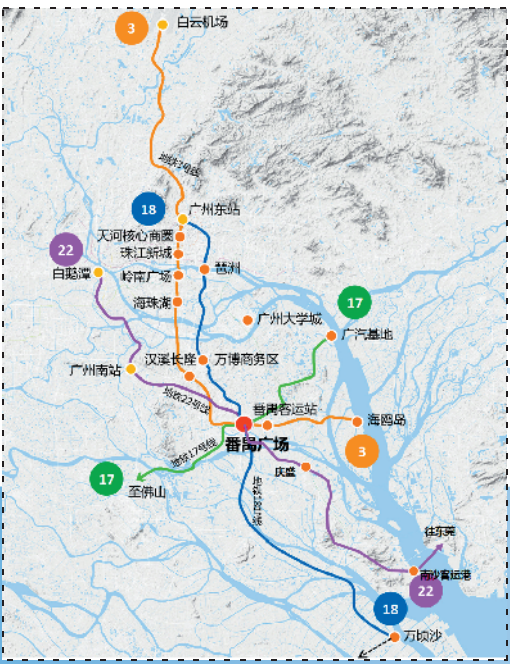 3
白云机场
地铁3号线
18
广州东站
天河核心商圈
22
珠江新城
白鹅潭
岭南广场
琶洲
海珠湖
17
广州大学城
广汽基地
汉溪长隆
万博商务区
广州南站
地铁22号线
番禺客运站
海鸥岛
番禺广场
地铁17号线
3
17
庆盛
至佛山
地铁18号线
往东莞
南沙客运港
22
18
万顷沙